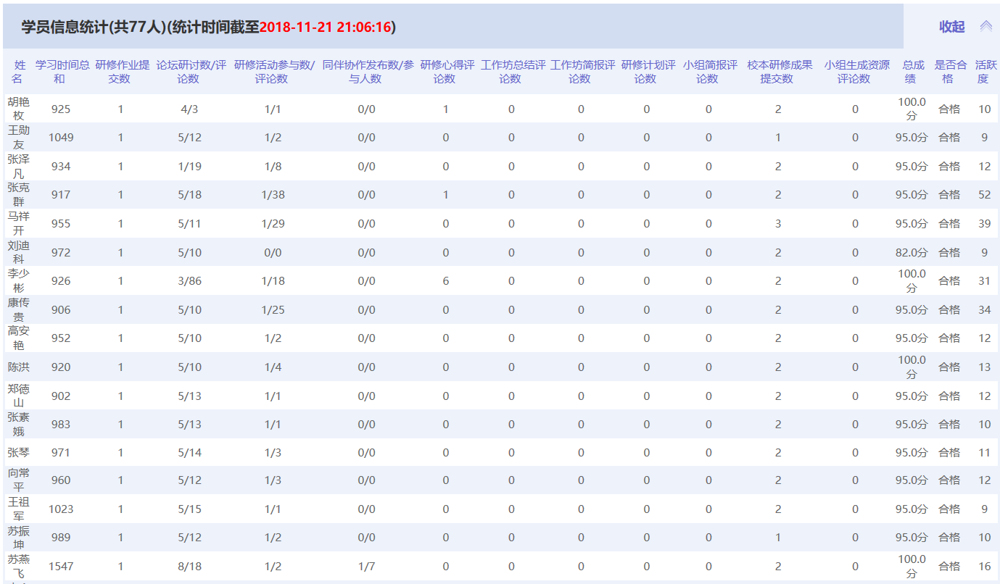 学员信息统计(共77人)(统计时间截至2018-11-21 21:06:16) 收起
姓名 学习时间总和 研修作业提交数 论坛研讨数/评论数 研修活动参与数/评论数 同伴协作发布数/参与人数 研修心得评论数 工作坊总结评论数 工作坊简报评论数 研修计划评论数 小组简报评论数 校本研修成果提交数 小组生成资源评论数 总成绩 是否合格 活跃度
胡艳枚 925 1 4/3 1/1 0/0 1 0 0 0 0 2 0 100.0分 合格 10
王勋友 1049 1 5/12 1/2 0/0 0 0 0 0 0 1 0 95.0分 合格 9
张泽凡 934 1 1/19 1/8 0/0 0 0 0 0 0 2 0 95.0分 合格 12
张克群 917 1 5/18 1/38 0/0 1 0 0 0 0 2 0 95.0分 合格 52
马祥开 955 1 5/11 1/29 0/0 0 0 0 0 0 3 0 95.0分 合格 39
刘迪科 972 1 5/10 0/0 0/0 0 0 0 0 0 2 0 82.0分 合格 9
李少彬 926 1 3/86 1/18 0/0 6 0 0 0 0 2 0 100.0分 合格 31
康传贵 906 1 5/10 1/25 0/0 0 0 0 0 0 2 0 95.0分 合格 34
高安艳 952 1 5/10 1/2 0/0 0 0 0 0 0 2 0 95.0分 合格 12
陈洪 920 1 5/10 1/4 0/0 0 0 0 0 0 2 0 100.0分 合格 13
郑德山 902 1 5/13 1/1 0/0 0 0 0 0 0 2 0 95.0分 合格 12
张素娥 983 1 5/13 1/1 0/0 0 0 0 0 0 2 0 95.0分 合格 10
张琴 971 1 5/14 1/3 0/0 0 0 0 0 0 2 0 95.0分 合格 11
向常平 960 1 5/12 1/3 0/0 0 0 0 0 0 2 0 95.0分 合格 12
王祖军 1023 1 5/15 1/1 0/0 0 0 0 0 0 2 0 95.0分 合格 9
苏振坤 989 1 5/12 1/2 0/0 0 0 0 0 0 1 0 95.0分 合格 10
苏燕飞 1547 1 8/18 1/2 1/7 0 0 0 0 0 2 0 100.0分 合格 16